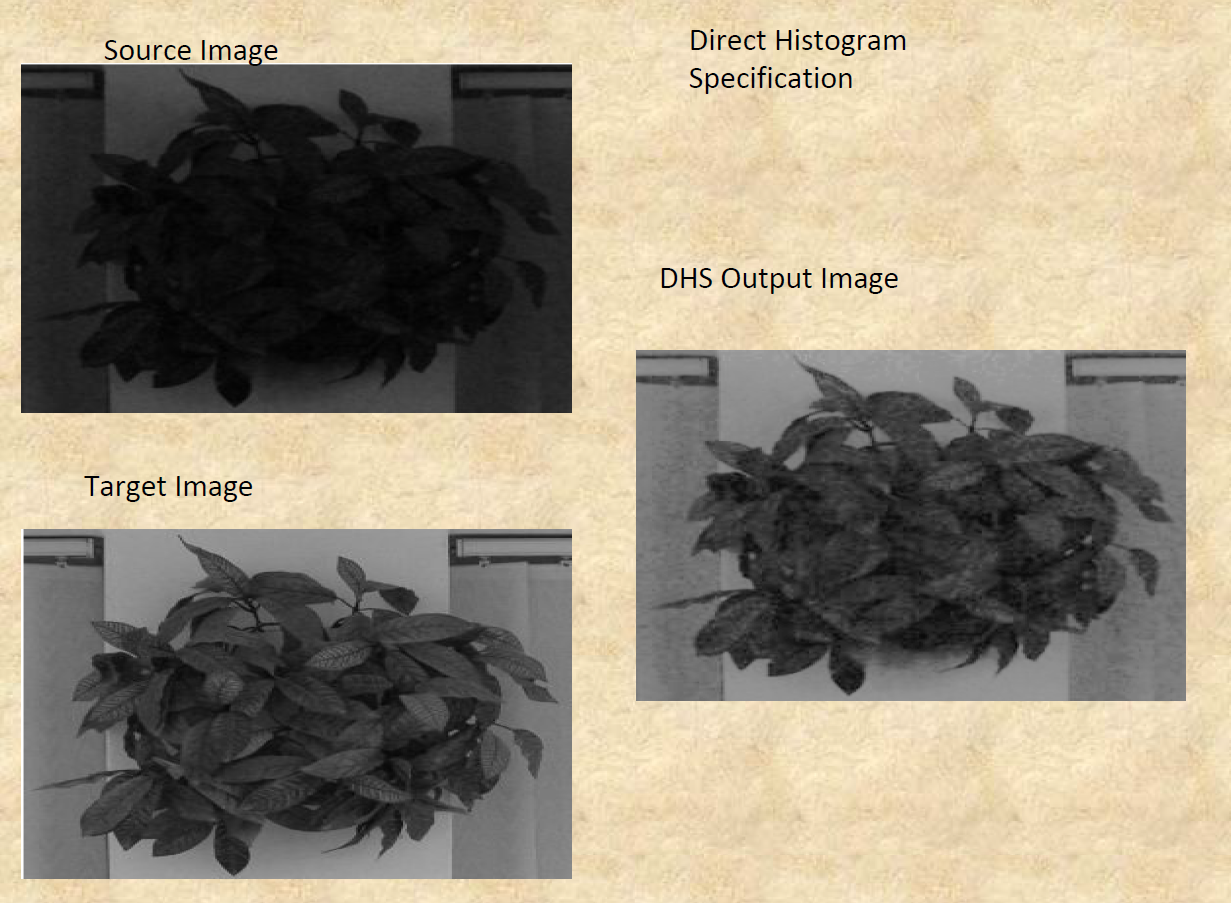 Source Image
Direct Histogram
Specification
DHS Output Image
Target Image